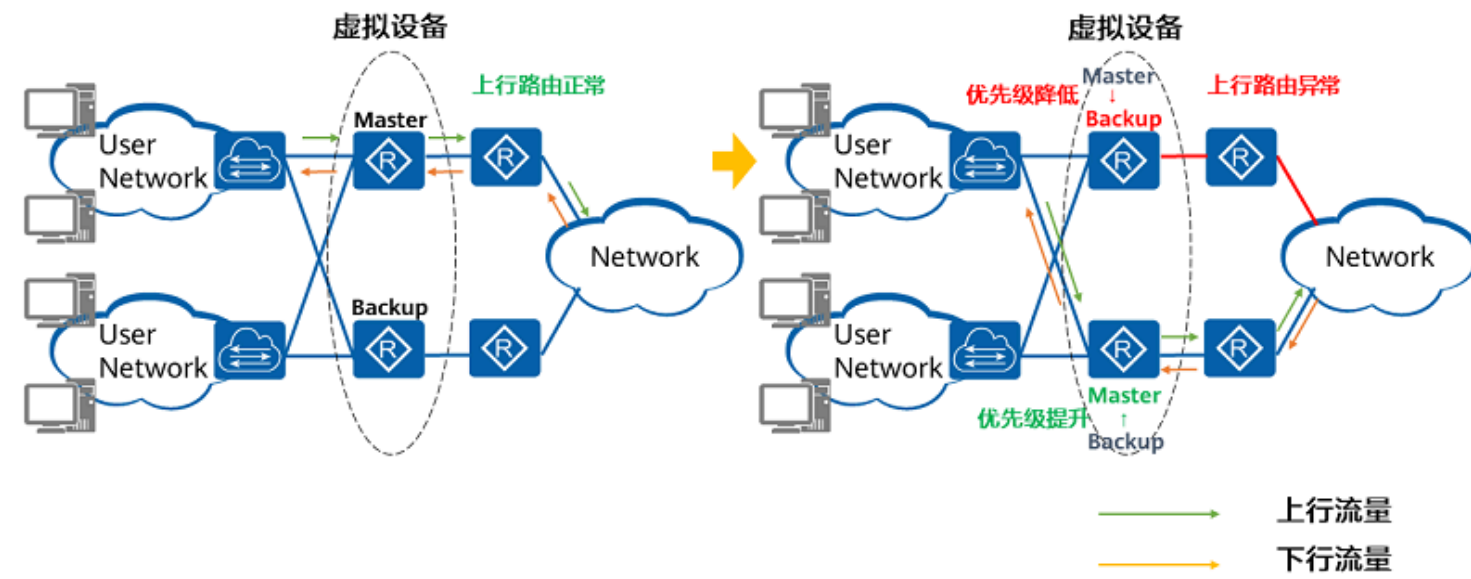 虚拟设备
上行路由正常
Master
User
Network
R
R
Network
Backup
User
Network
R
R
虚拟设备
Master
↓
Backup
优先级降低
上行路由异常
User
Network
R
R
Network
User
Network
R
R
优先级提升
Master
↑
Backup
上行流量
下行流量